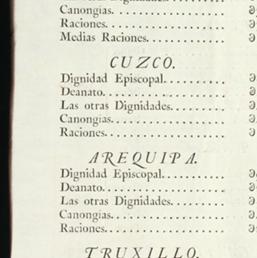 Canongias
Raciones
Medias Raciones
CUZCO.
Dignidad Episcopal
Deanato
Las otras Dignidades
Canongias
Raciones
AREQUIPA.
Dignidad Episcopal
Deanato
Las otras Dignidades
Canongias
Raciones
TRUXILLO.